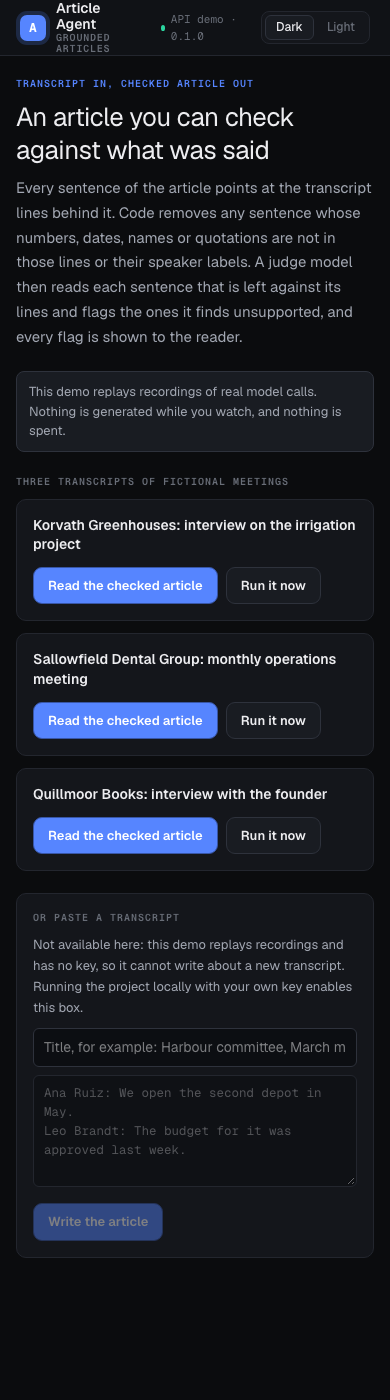 A
Article
Agent
GROUNDED
ARTICLES
API demo ·
0.1.0
Dark
Light
TRANSCRIPT IN, CHECKED ARTICLE OUT
An article you can check
against what was said
Every sentence of the article points at the transcript
lines behind it. Code removes any sentence whose
numbers, dates, names or quotations are not in
those lines or their speaker labels. A judge model
then reads each sentence that is left against its
lines and flags the ones it finds unsupported, and
every flag is shown to the reader.
This demo replays recordings of real model calls.
Nothing is generated while you watch, and nothing is
spent.
THREE TRANSCRIPTS OF FICTIONAL MEETINGS
Korvath Greenhouses: interview on the irrigation
project
Read the checked article
Run it now
Sallowfield Dental Group: monthly operations
meeting
Read the checked article
Run it now
Quillmoor Books: interview with the founder
Read the checked article
Run it now
OR PASTE A TRANSCRIPT
Not available here: this demo replays recordings and
has no key, so it cannot write about a new transcript.
Running the project locally with your own key enables
this box.
Title, for example: Harbour committee, March m
Ana Ruiz: We open the second depot in
May.
Leo Brandt: The budget for it was
approved last week.
Write the article